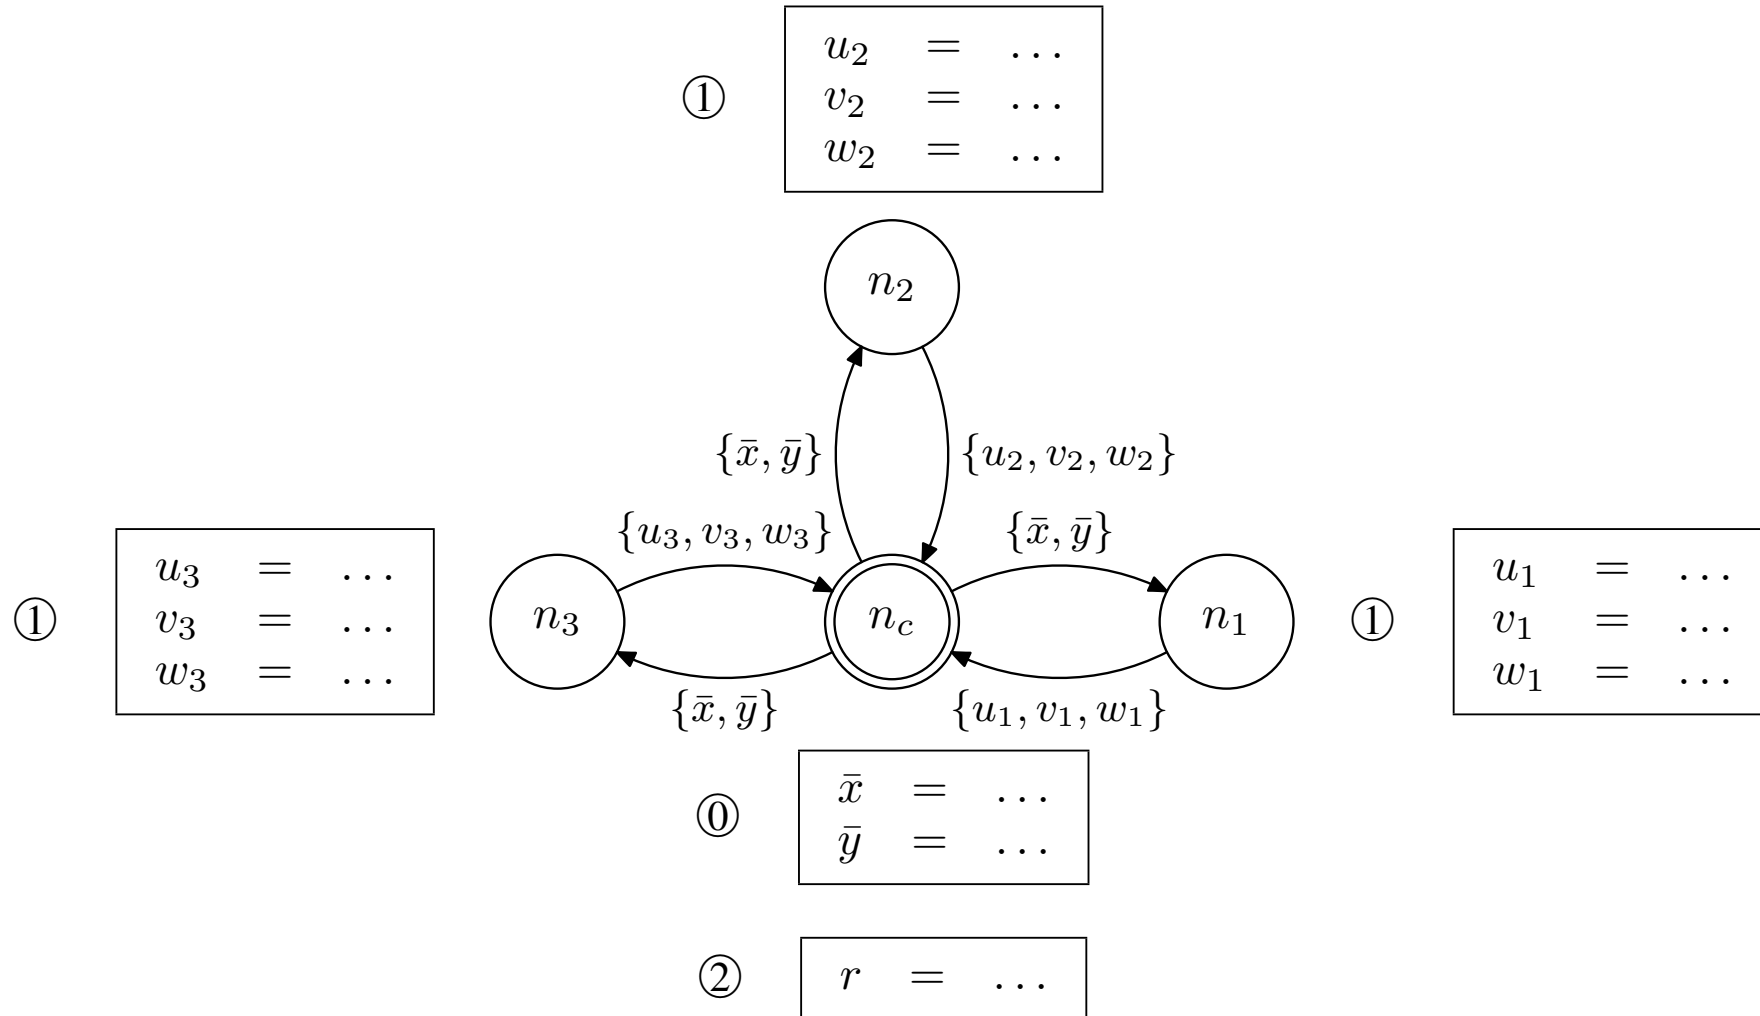 u₂ = …
① v₂ = …
w₂ = …
n₂
{x̄, ȳ} {u₂, v₂, w₂}
{u₃, v₃, w₃} {x̄, ȳ}
u₃ = …
① v₃ = …
w₃ = …
n₃ n_c n₁
u₁ = …
① v₁ = …
w₁ = …
{x̄, ȳ} {u₁, v₁, w₁}
x̄ = …
⓪
ȳ = …
② r = …